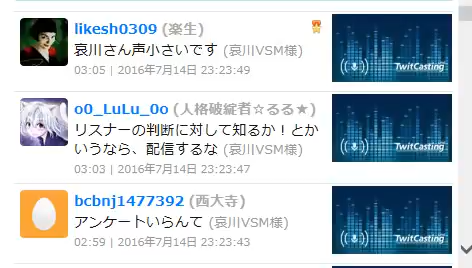 likesh0309 (楽生)
哀川さん声小さいです (哀川VSM様)
03:05 | 2016年7月14日 23:23:49
TwitCasting
o0_LuLu_0o (人格破綻者☆るる★)
リスナーの判断に対して知るか！とか
いうなら、配信するな (哀川VSM様)
03:03 | 2016年7月14日 23:23:47
TwitCasting
bcbnj1477392 (西大寺)
アンケートいらんて (哀川VSM様)
02:59 | 2016年7月14日 23:23:43
TwitCasting